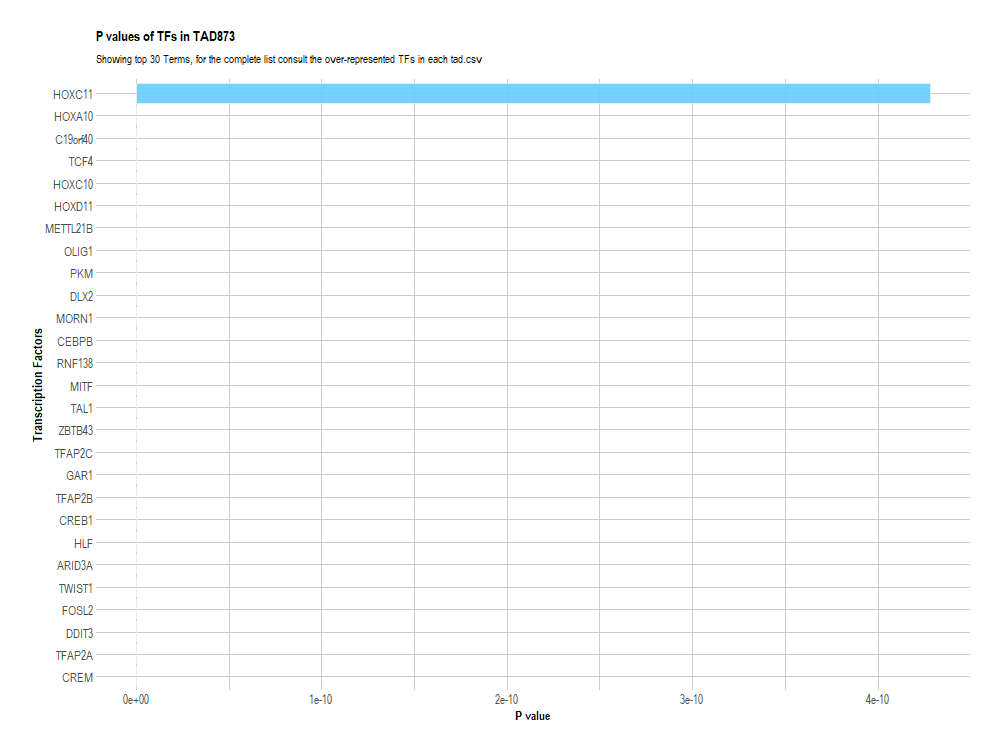 P values of TFs in TAD873
Showing top 30 Terms, for the complete list consult the over-represented TFs in each tad.csv
HOXC11
HOXA10
C19orf40
TCF4
HOXC10
HOXD11
METTL21B
OLIG1
PKM
DLX2
MORN1
CEBPB
RNF138
MITF
TAL1
ZBTB43
TFAP2C
GAR1
TFAP2B
CREB1
HLF
ARID3A
TWIST1
FOSL2
DDIT3
TFAP2A
CREM
Transcription Factors
0e+00 1e-10 2e-10 3e-10 4e-10
P value